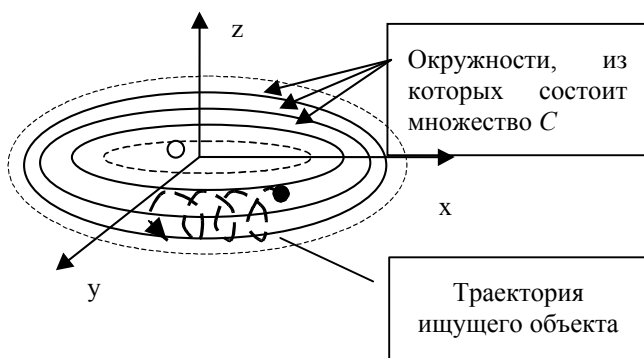 z
Окружности, из
которых состоит
множество C
x
y
Траектория
ищущего объекта